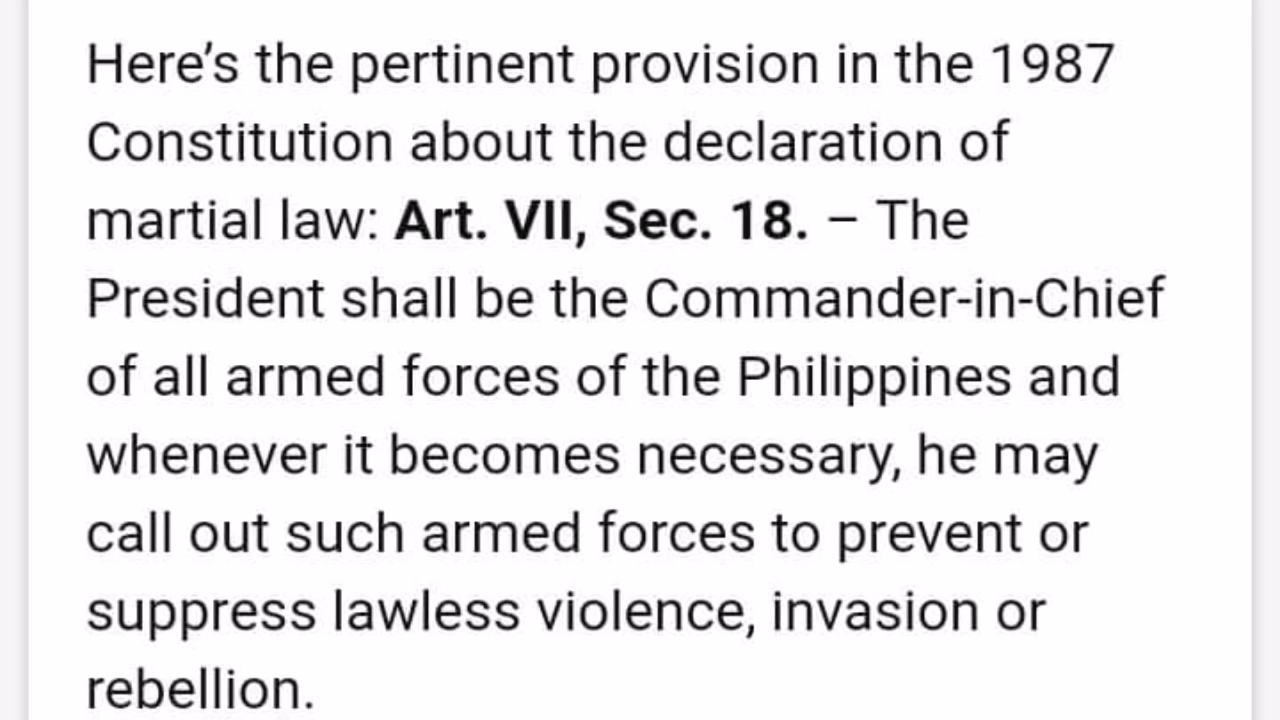 Here’s the pertinent provision in the 1987
Constitution about the declaration of
martial law: Art. VII, Sec. 18. – The
President shall be the Commander-in-Chief
of all armed forces of the Philippines and
whenever it becomes necessary, he may
call out such armed forces to prevent or
suppress lawless violence, invasion or
rebellion.